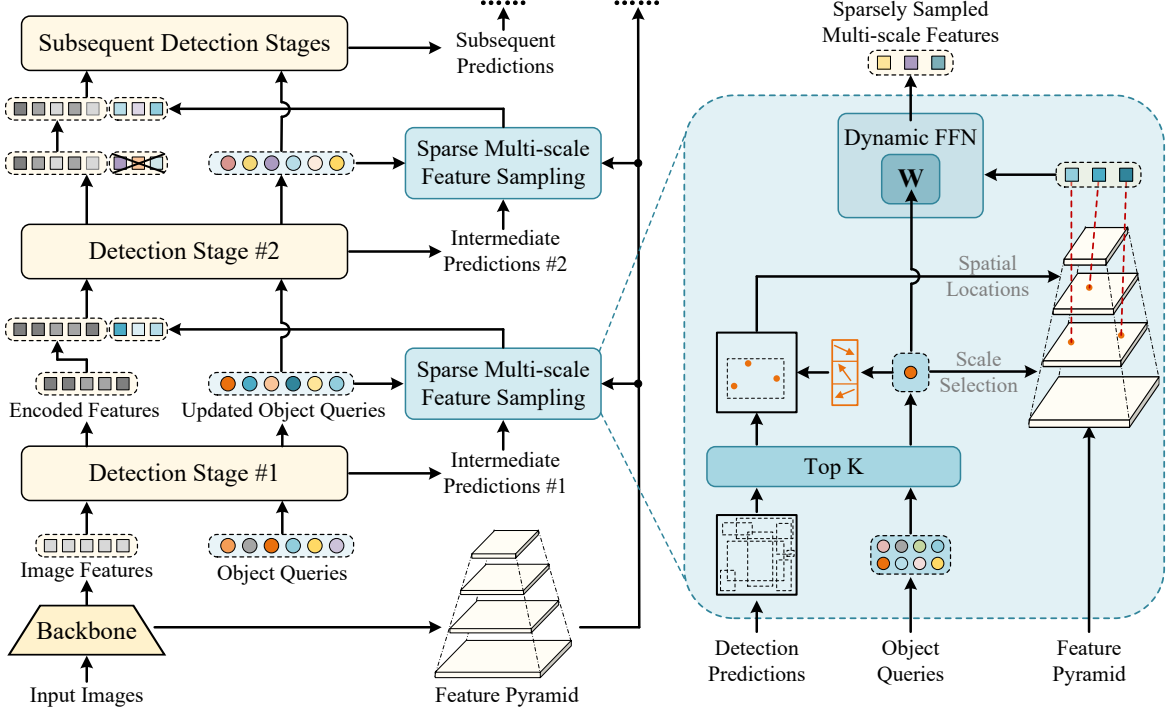 Subsequent Detection Stages
Subsequent
Predictions
Sparse Multi-scale
Feature Sampling
Detection Stage #2
Intermediate
Predictions #2
Sparse Multi-scale
Feature Sampling
Encoded Features
Updated Object Queries
Detection Stage #1
Intermediate
Predictions #1
Image Features
Object Queries
Backbone
Input Images
Feature Pyramid
Sparsely Sampled
Multi-scale Features
Dynamic FFN
W
Spatial
Locations
Scale
Selection
Top K
Detection
Predictions
Object
Queries
Feature
Pyramid